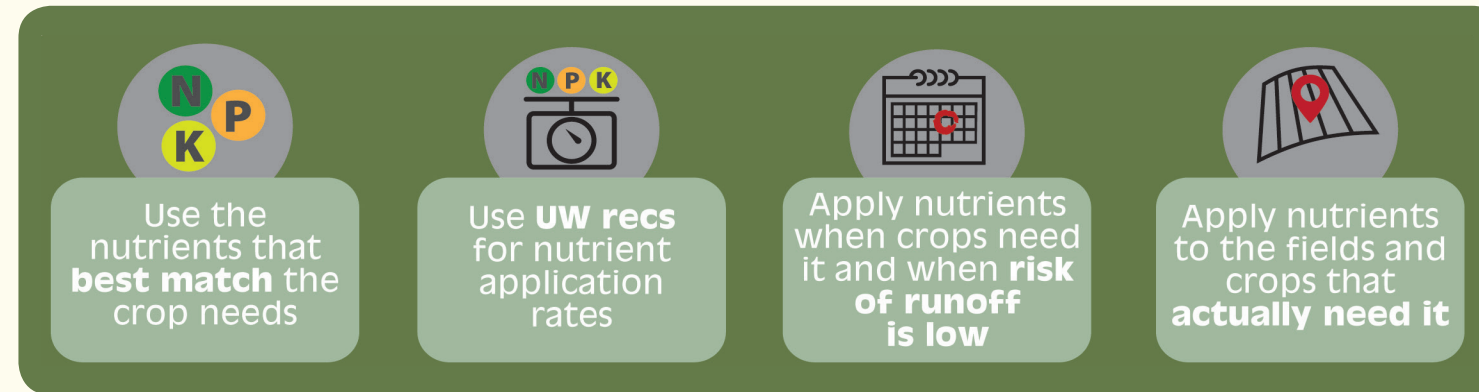 N
P
K
Use the
nutrients that
best match the
crop needs
N P K
Use UW recs
for nutrient
application
rates
Apply nutrients
when crops need
it and when risk
of runoff
is low
Apply nutrients
to the fields and
crops that
actually need it